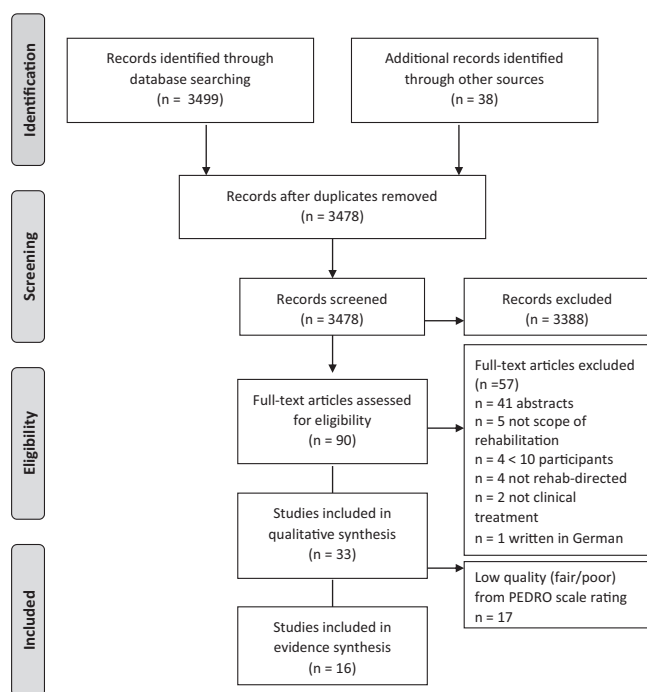 Identification
Records identified through
database searching
(n = 3499)
Additional records identified
through other sources
(n = 38)
Screening
Records after duplicates removed
(n = 3478)
Records screened
(n = 3478)
Records excluded
(n = 3388)
Eligibility
Full-text articles assessed
for eligibility
(n = 90)
Full-text articles excluded
(n =57)
n = 41 abstracts
n = 5 not scope of
rehabilitation
n = 4 < 10 participants
n = 4 not rehab-directed
n = 2 not clinical
treatment
n = 1 written in German
Studies included in
qualitative synthesis
(n = 33)
Included
Low quality (fair/poor)
from PEDRO scale rating
n = 17
Studies included in
evidence synthesis
(n = 16)